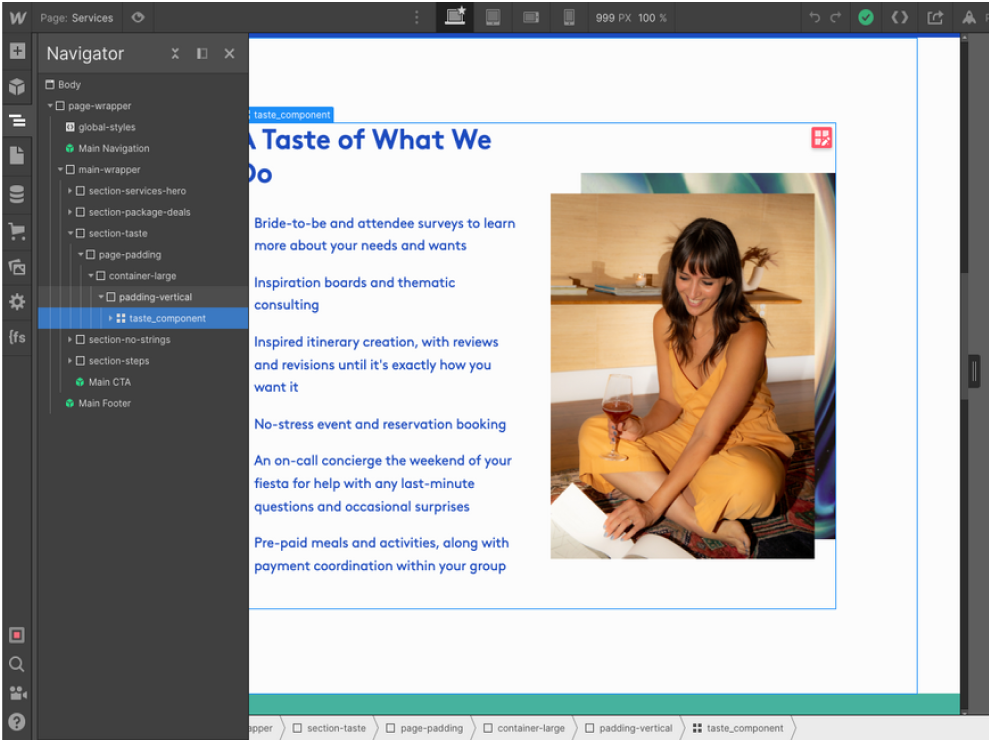 Page: Services
999 PX 100 %
Navigator
Body
page-wrapper
global-styles
Main Navigation
main-wrapper
section-services-hero
section-package-deals
section-taste
page-padding
container-large
padding-vertical
taste_component
section-no-strings
section-steps
Main CTA
Main Footer
{fs
taste_component
A Taste of What We
Do
Bride-to-be and attendee surveys to learn
more about your needs and wants
Inspiration boards and thematic
consulting
Inspired itinerary creation, with reviews
and revisions until it's exactly how you
want it
No-stress event and reservation booking
An on-call concierge the weekend of your
fiesta for help with any last-minute
questions and occasional surprises
Pre-paid meals and activities, along with
payment coordination within your group
apper section-taste page-padding container-large padding-vertical taste_component